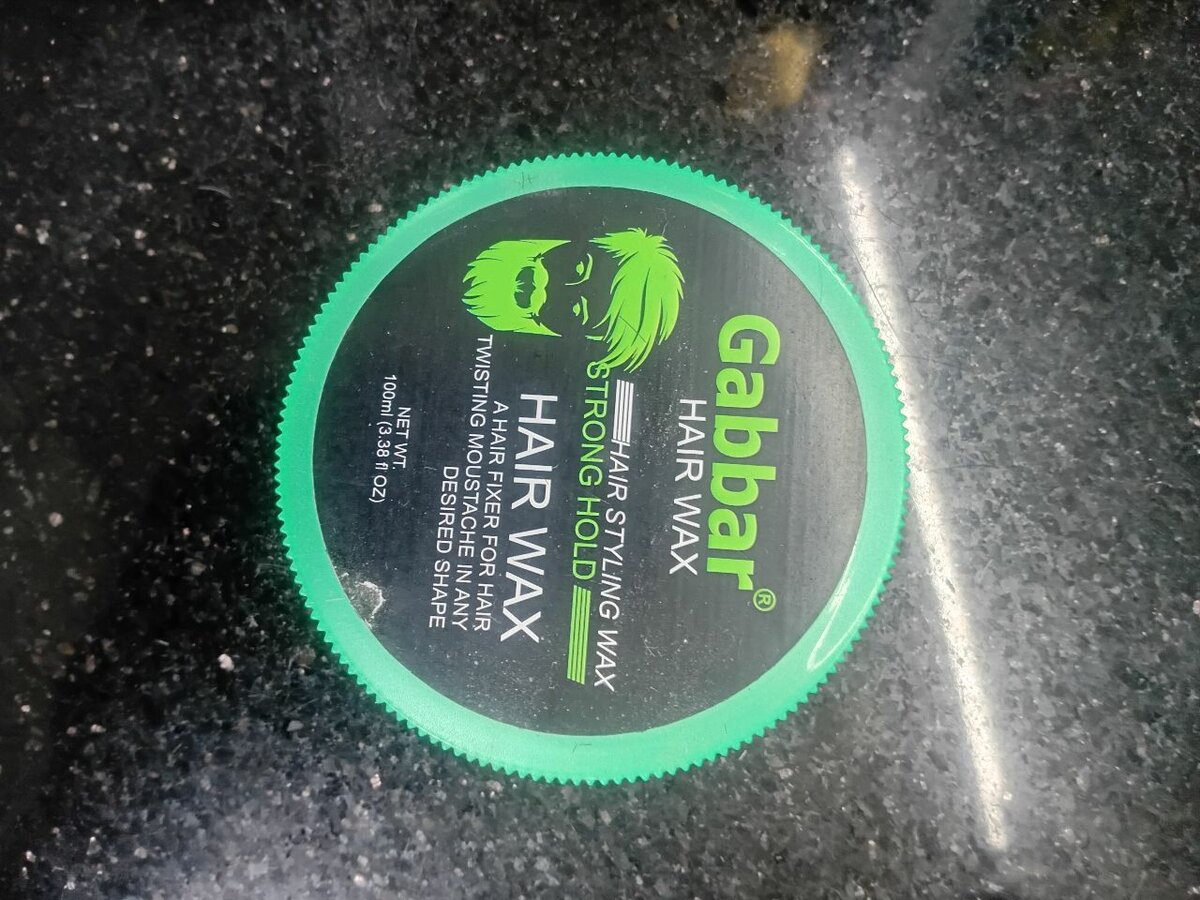 Gabbar®
HAIR WAX
HAIR STYLING WAX
STRONG HOLD
HAIR WAX
A HAIR FIXER FOR HAIR
TWISTING MOUSTACHE IN ANY
DESIRED SHAPE
NET WT.
100ml (3.38 fl OZ)